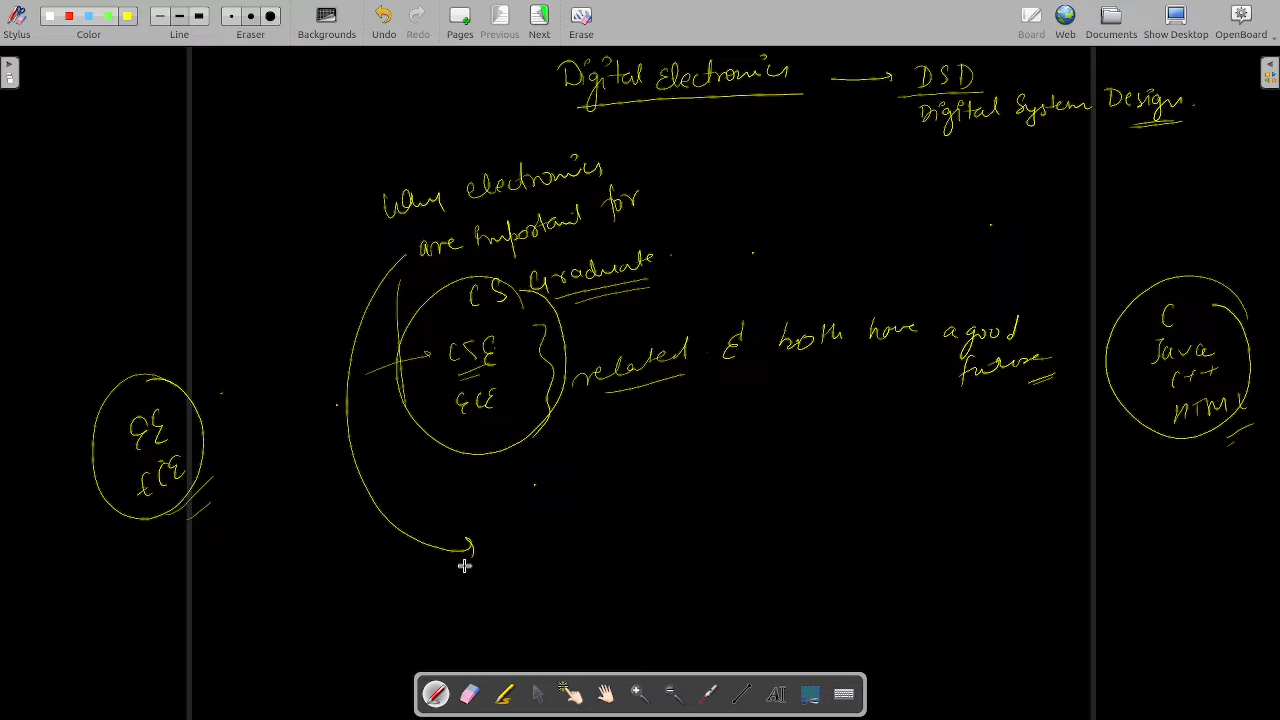 Stylus
Color
Line
Eraser
Backgrounds
Undo
Redo
Pages
Previous
Next
Erase
Board
Web
Documents
Show Desktop
OpenBoard
Digital Electronics → DSD
Digital System Design.
Why electronics
are important for
CS Graduate
CSE
ECE
related & both have a good
future
C
Java
C++
HTML
EE